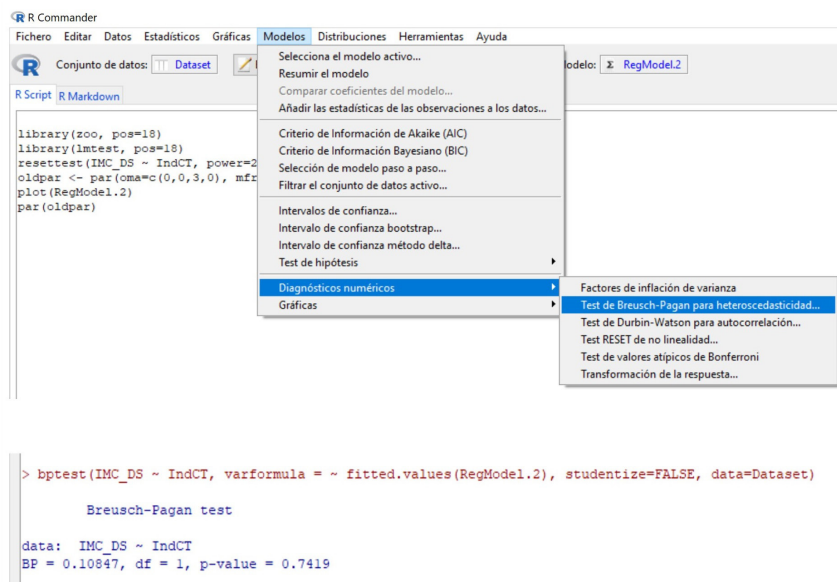 R Commander
Fichero Editar Datos Estadísticos Gráficas Modelos Distribuciones Herramientas Ayuda
Conjunto de datos: Dataset
Modelo: Σ RegModel.2
R Script R Markdown
Selecciona el modelo activo...
Resumir el modelo
Comparar coeficientes del modelo...
Añadir las estadísticas de las observaciones a los datos...
Criterio de Información de Akaike (AIC)
Criterio de Información Bayesiano (BIC)
Selección de modelo paso a paso...
Filtrar el conjunto de datos activo...
Intervalos de confianza...
Intervalo de confianza bootstrap...
Intervalo de confianza método delta...
Test de hipótesis
Diagnósticos numéricos
Gráficas
Factores de inflación de varianza
Test de Breusch-Pagan para heteroscedasticidad...
Test de Durbin-Watson para autocorrelación...
Test RESET de no linealidad...
Test de valores atípicos de Bonferroni
Transformación de la respuesta...
library(zoo, pos=18)
library(lmtest, pos=18)
resettest(IMC_DS ~ IndCT, power=2
oldpar <- par(oma=c(0,0,3,0), mfr
plot(RegModel.2)
par(oldpar)
> bptest(IMC_DS ~ IndCT, varformula = ~ fitted.values(RegModel.2), studentize=FALSE, data=Dataset)
Breusch-Pagan test
data: IMC_DS ~ IndCT
BP = 0.10847, df = 1, p-value = 0.7419